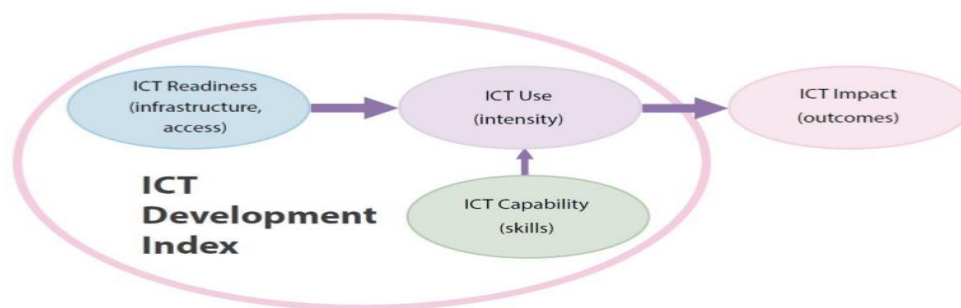 ICT Readiness
(infrastructure,
access)
ICT Use
(intensity)
ICT Impact
(outcomes)
ICT
Development
Index
ICT Capability
(skills)